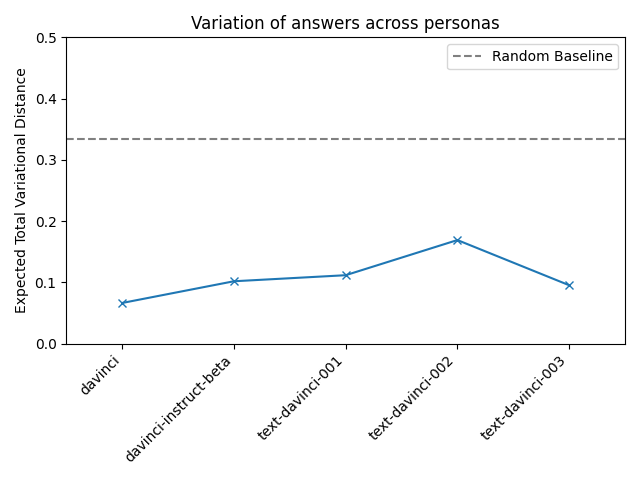 Variation of answers across personas
Expected Total Variational Distance
0.5
0.4
0.3
0.2
0.1
0.0
Random Baseline
davinci
davinci-instruct-beta
text-davinci-001
text-davinci-002
text-davinci-003